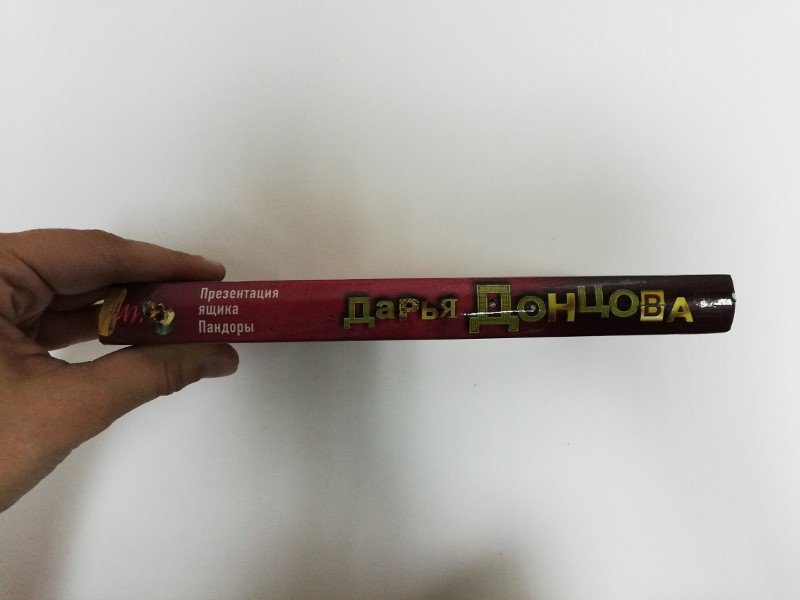 Презентация
ящика
Пандоры
Дарья Донцова